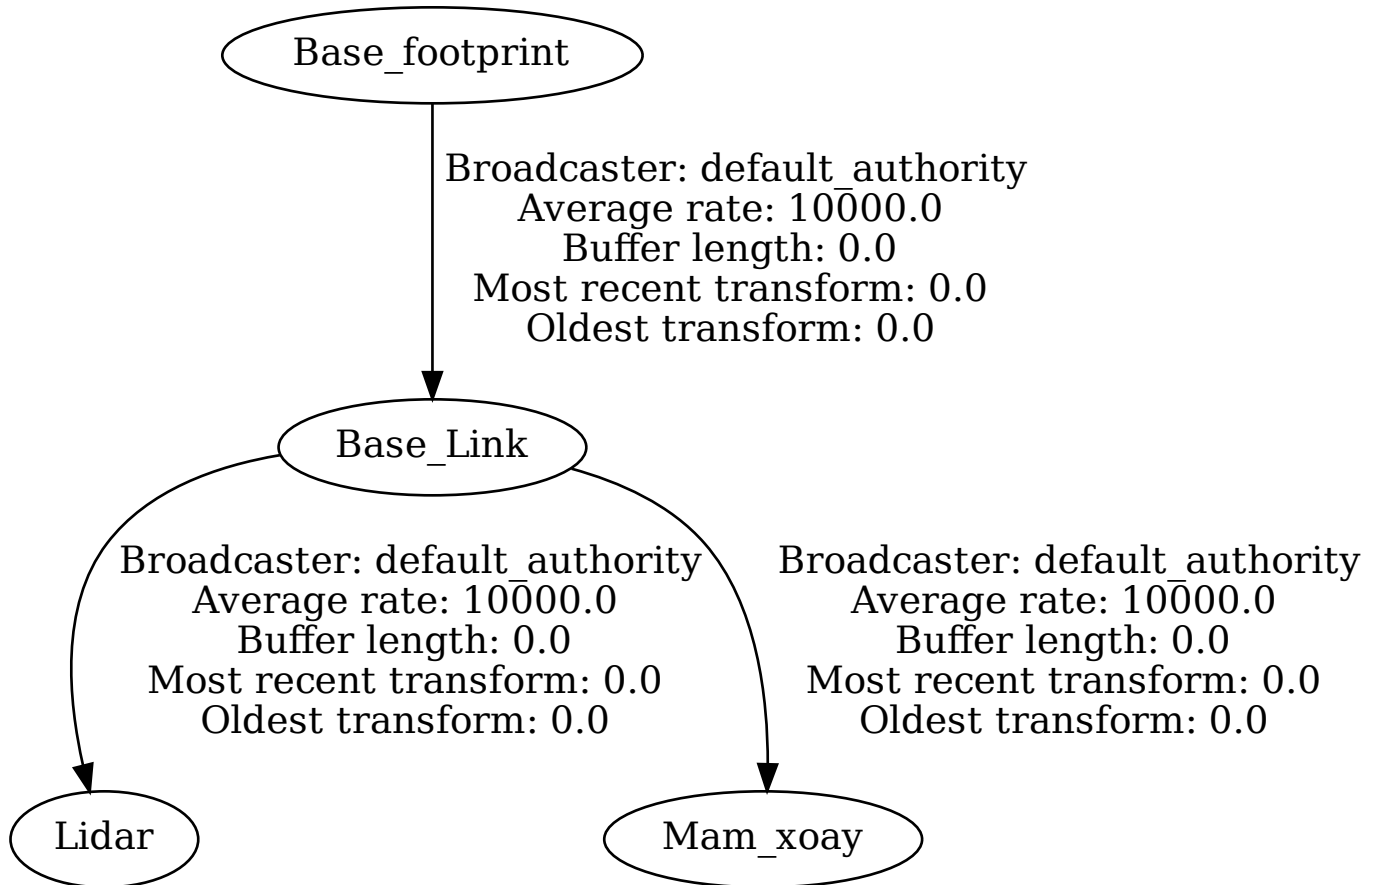 Base_footprint
Broadcaster: default_authority
Average rate: 10000.0
Buffer length: 0.0
Most recent transform: 0.0
Oldest transform: 0.0
Base_Link
Broadcaster: default_authority
Average rate: 10000.0
Buffer length: 0.0
Most recent transform: 0.0
Oldest transform: 0.0
Broadcaster: default_authority
Average rate: 10000.0
Buffer length: 0.0
Most recent transform: 0.0
Oldest transform: 0.0
Lidar
Mam_xoay